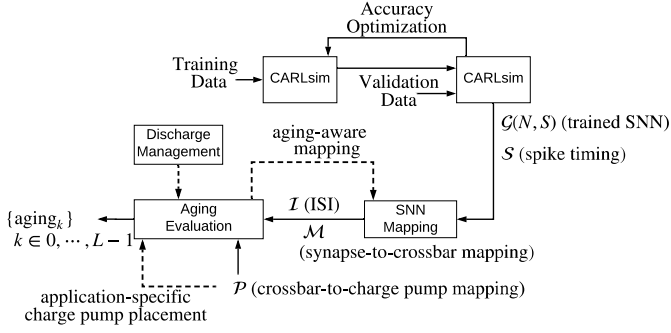 Accuracy
Optimization
Training
Data
CARLsim
Validation
Data
CARLsim
𝒢(N, S) (trained SNN)
𝒮 (spike timing)
Discharge
Management
aging-aware
mapping
{aging_k}
k ∈ 0, ⋯, L − 1
Aging
Evaluation
ℐ (ISI)
ℳ
(synapse-to-crossbar mapping)
SNN
Mapping
𝒫 (crossbar-to-charge pump mapping)
application-specific
charge pump placement